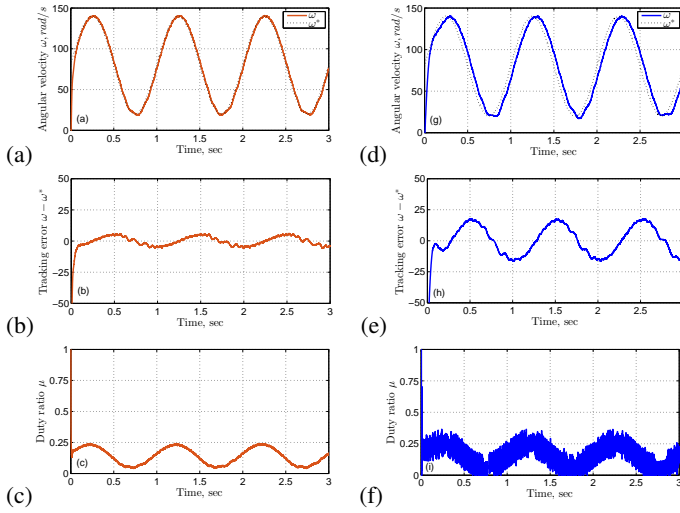 Angular velocity ω, rad/s
150
100
50
0
0 0.5 1 1.5 2 2.5 3
Time, sec
ω
ω*
(a)
(a)
Angular velocity ω, rad/s
150
100
50
0
0 0.5 1 1.5 2 2.5
Time, sec
ω
ω*
(g)
(d)
Tracking error ω − ω*
50
25
0
−25
−50
0 0.5 1 1.5 2 2.5 3
Time, sec
(b)
(b)
Tracking error ω − ω*
50
25
0
−25
−50
0 0.5 1 1.5 2 2.5
Time, sec
(h)
(e)
Duty ratio μ
1
0.75
0.5
0.25
0
0 0.5 1 1.5 2 2.5 3
Time, sec
(c)
(c)
Duty ratio μ
1
0.75
0.5
0.25
0
0 0.5 1 1.5 2 2.5 3
Time, sec
(i)
(f)